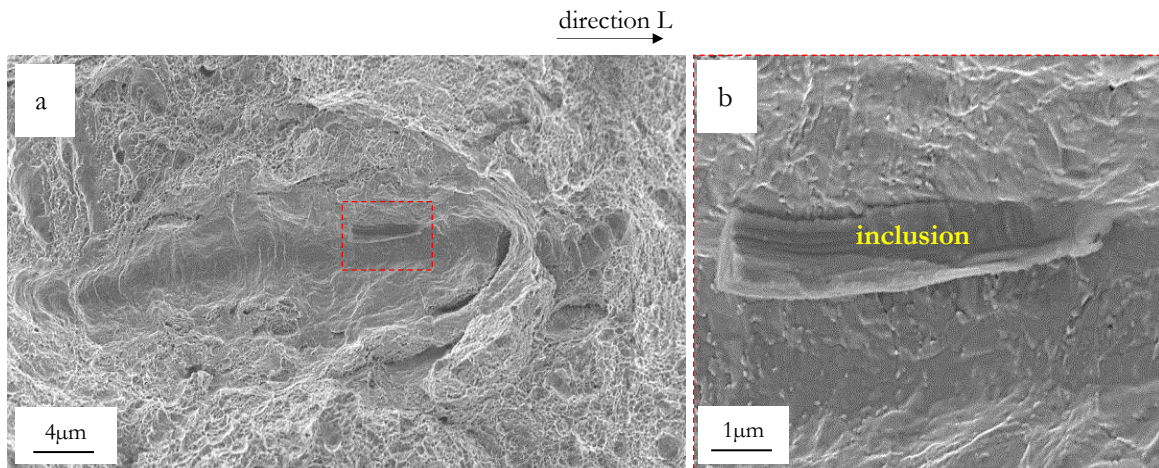 direction L
a
b
inclusion
4μm
1μm